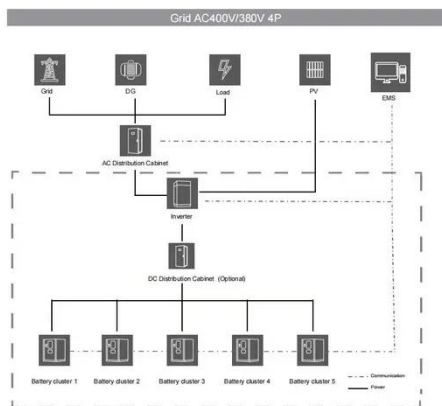 Grid AC400V/380V 4P
Grid
DG
Load
PV
EMS
AC Distribution Cabinet
Inverter
DC Distribution Cabinet (Optional)
Battery cluster 1
Battery cluster 2
Battery cluster 3
Battery cluster 4
Battery cluster 5
Communication
Power